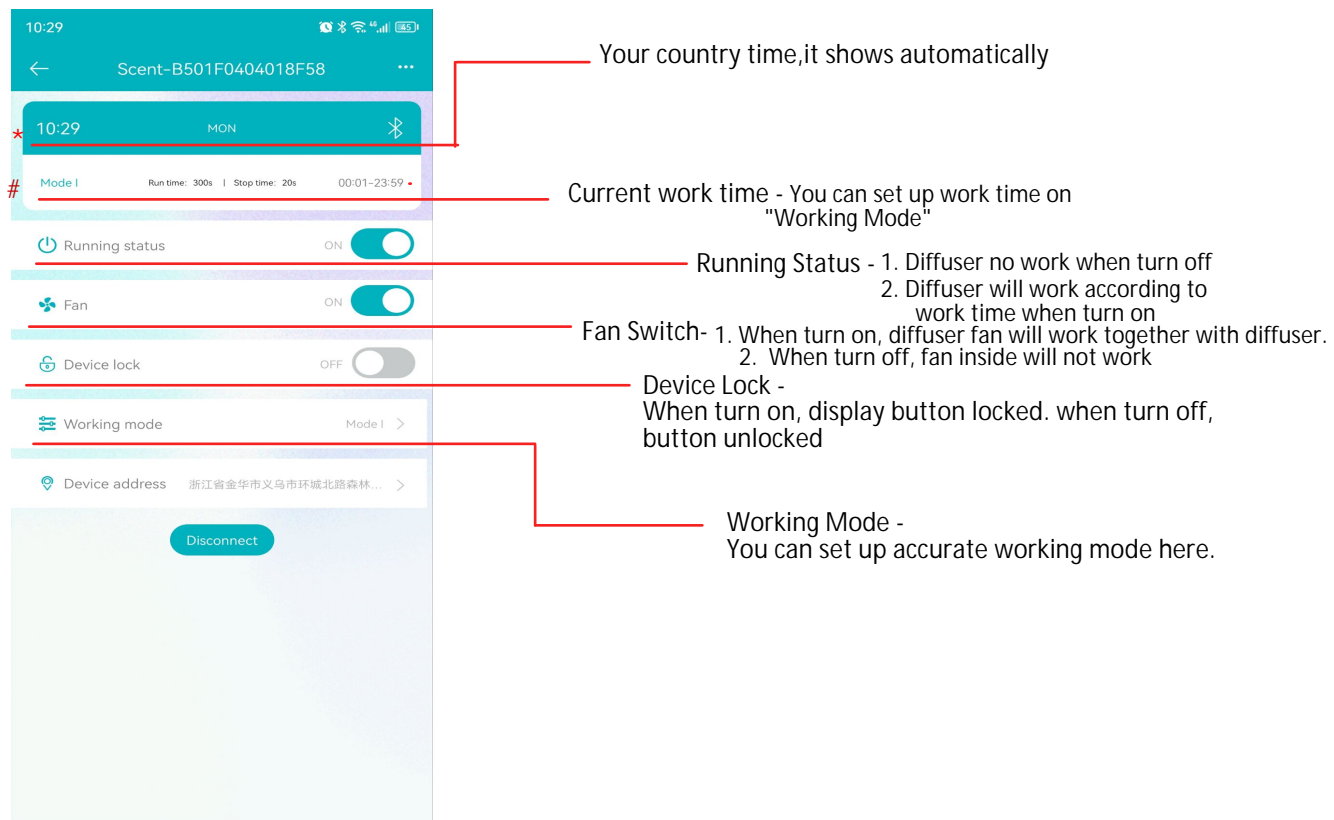 10:29
46
45
Scent-B501F0404018F58
...
Your country time,it shows automatically
* 10:29 MON
# Mode I Run time: 300s | Stop time: 20s 00:01-23:59
Current work time - You can set up work time on
"Working Mode"
Running status ON
Running Status - 1. Diffuser no work when turn off
2. Diffuser will work according to
work time when turn on
Fan ON
Fan Switch- 1. When turn on, diffuser fan will work together with diffuser.
2. When turn off, fan inside will not work
Device lock OFF
Device Lock -
When turn on, display button locked. when turn off,
button unlocked
Working mode Mode I >
Device address 浙江省金华市义乌市环城北路森林... >
Working Mode -
You can set up accurate working mode here.
Disconnect